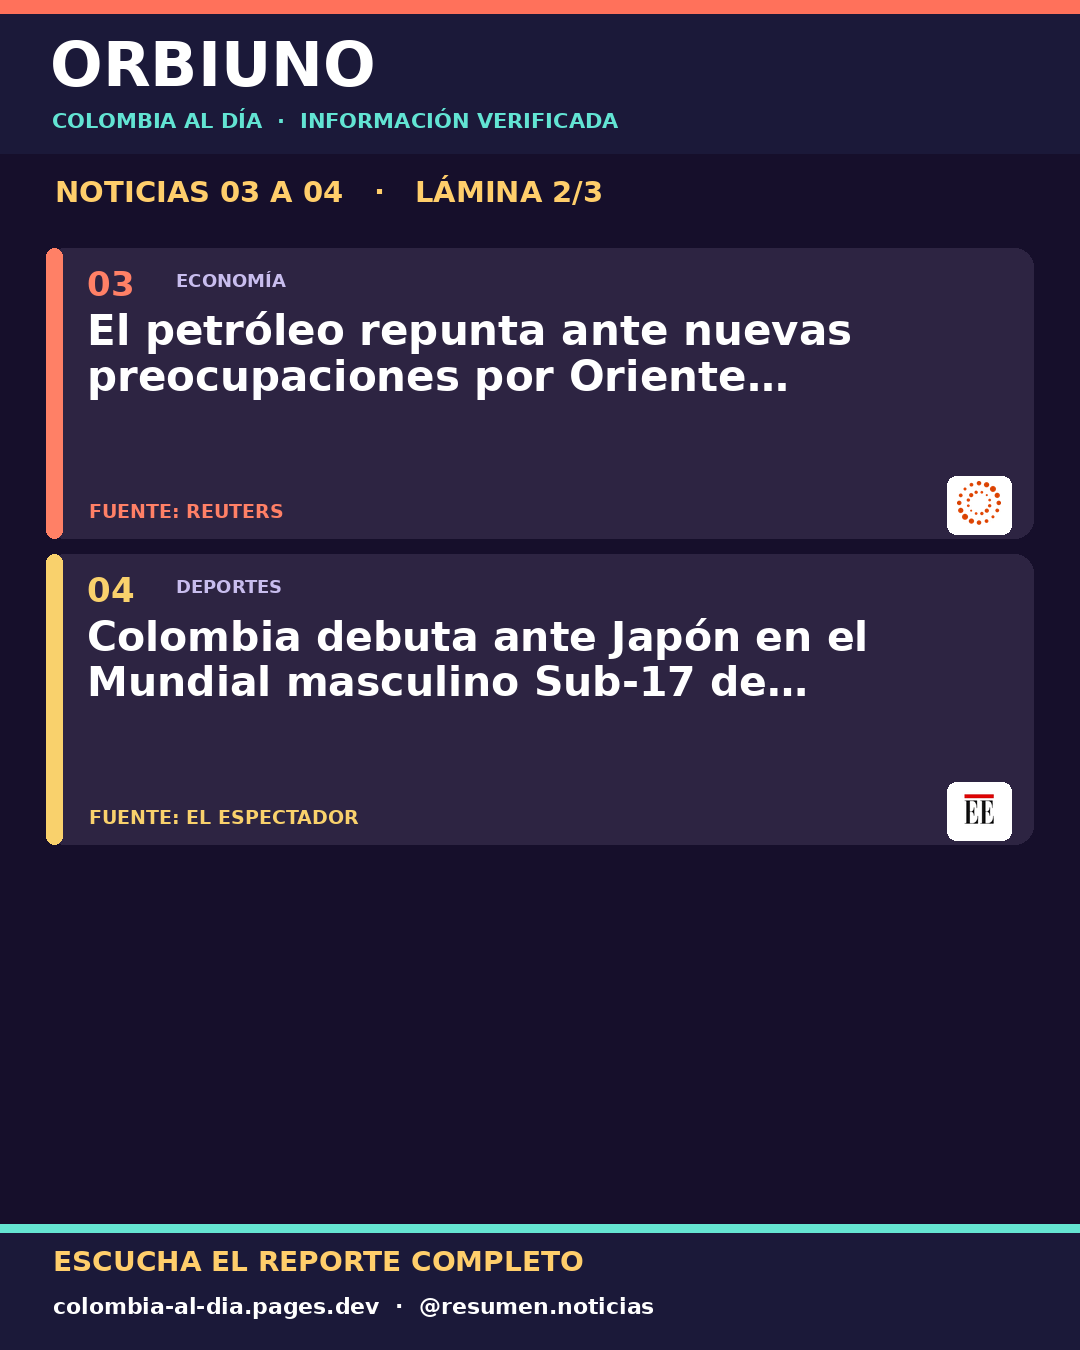 ORBIUNO
COLOMBIA AL DÍA · INFORMACIÓN VERIFICADA
NOTICIAS 03 A 04 · LÁMINA 2/3
03 ECONOMÍA
El petróleo repunta ante nuevas
preocupaciones por Oriente…
FUENTE: REUTERS
04 DEPORTES
Colombia debuta ante Japón en el
Mundial masculino Sub-17 de…
FUENTE: EL ESPECTADOR
EE
ESCUCHA EL REPORTE COMPLETO
colombia-al-dia.pages.dev · @resumen.noticias